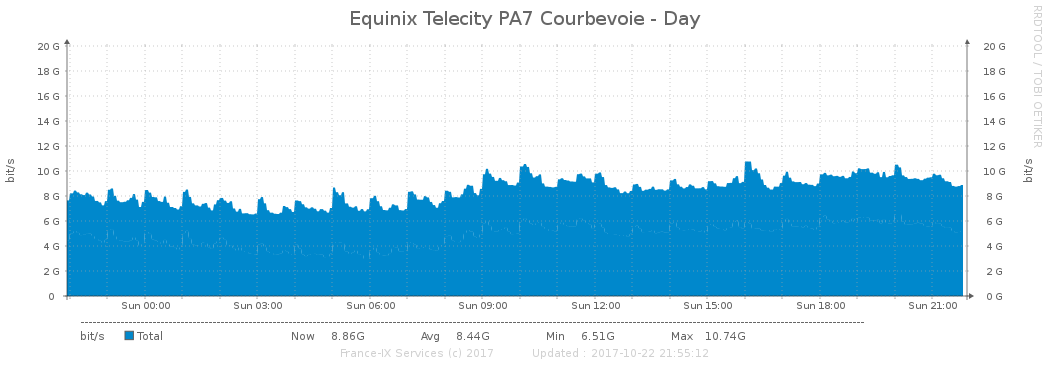 Equinix Telecity PA7 Courbevoie - Day
RRDTOOL / TOBI OETIKER
bit/s
20 G
18 G
16 G
14 G
12 G
10 G
8 G
6 G
4 G
2 G
0
20 G
18 G
16 G
14 G
12 G
10 G
8 G
6 G
4 G
2 G
0 G
bit/s
Sun 00:00 Sun 03:00 Sun 06:00 Sun 09:00 Sun 12:00 Sun 15:00 Sun 18:00 Sun 21:00
bit/s Total Now 8.86G Avg 8.44G Min 6.51G Max 10.74G
France-IX Services (c) 2017 Updated : 2017-10-22 21:55:12